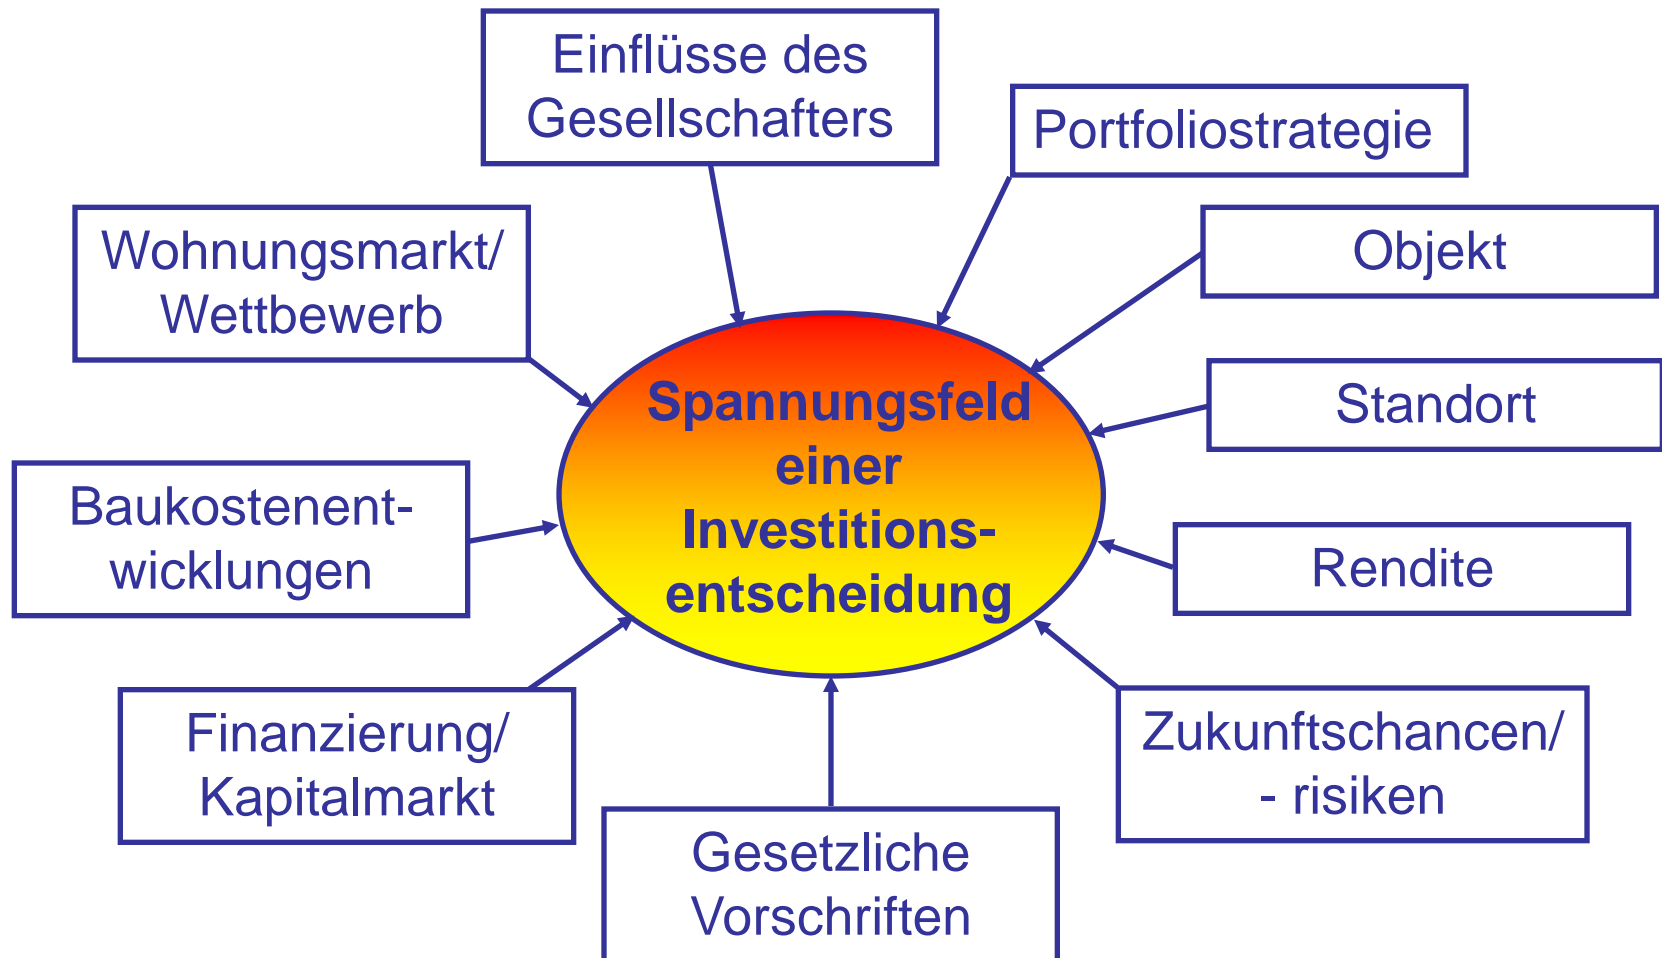 Einflüsse des
Gesellschafters
Portfoliostrategie
Wohnungsmarkt/
Wettbewerb
Objekt
Standort
Spannungsfeld
einer
Investitions-
entscheidung
Baukostenent-
wicklungen
Rendite
Finanzierung/
Kapitalmarkt
Zukunftschancen/
- risiken
Gesetzliche
Vorschriften